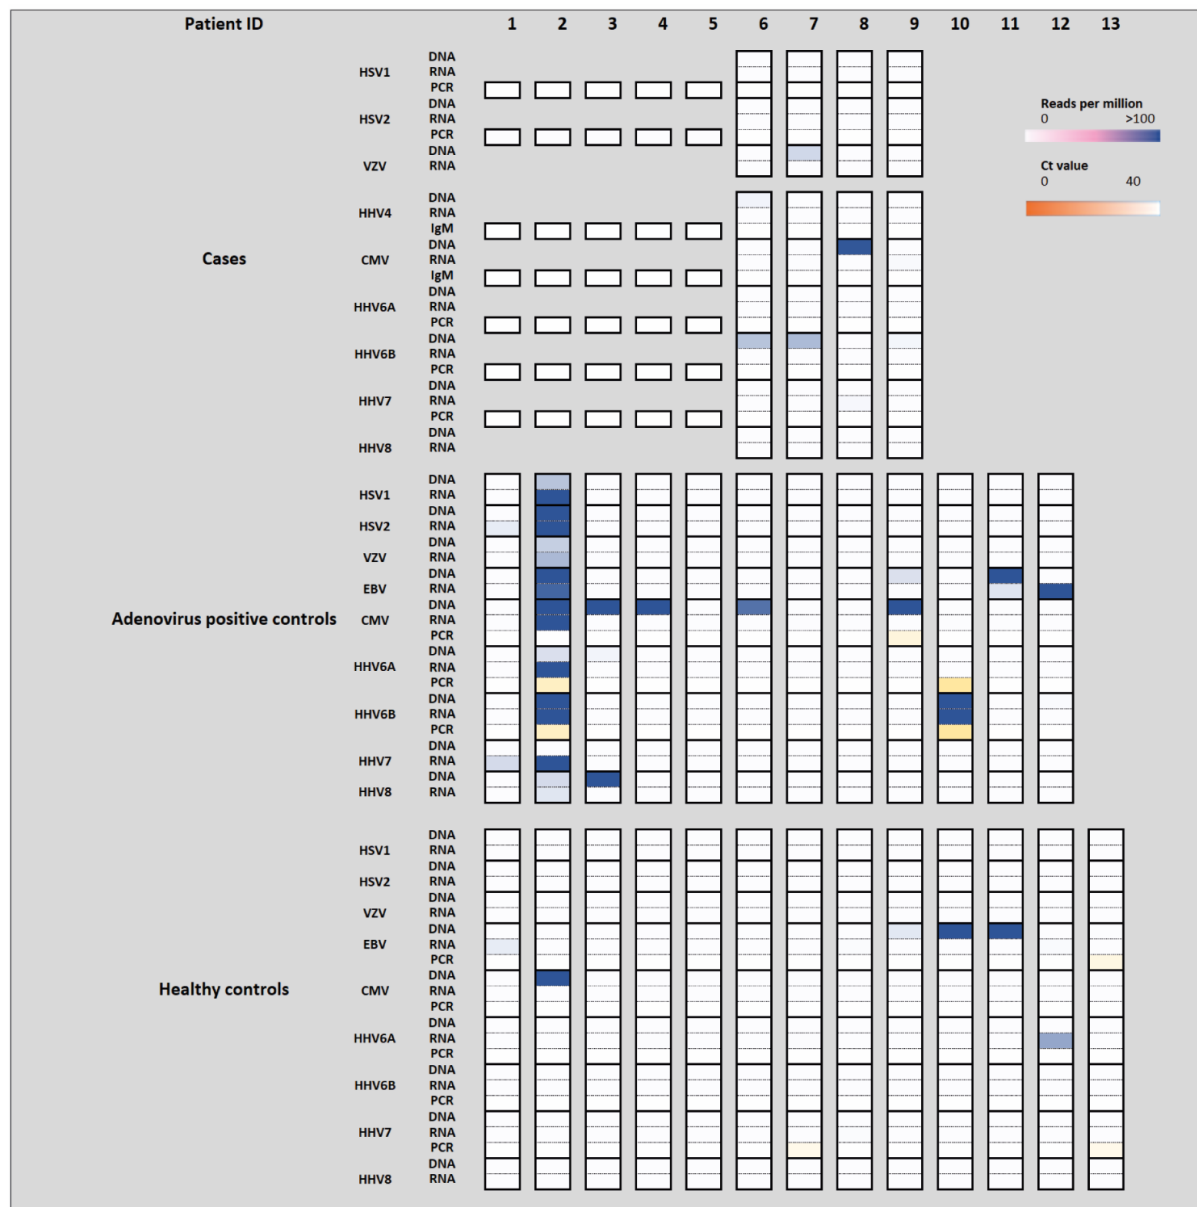 Patient ID 1 2 3 4 5 6 7 8 9 10 11 12 13
DNA
HSV1 RNA
PCR
DNA
HSV2 RNA
PCR
DNA
VZV RNA
Reads per million
0 >100
Ct value
0 40
DNA
HHV4 RNA
IgM
DNA
Cases CMV RNA
IgM
DNA
HHV6A RNA
PCR
DNA
HHV6B RNA
PCR
DNA
HHV7 RNA
PCR
DNA
HHV8 RNA
DNA
HSV1 RNA
DNA
HSV2 RNA
DNA
VZV RNA
DNA
EBV RNA
DNA
Adenovirus positive controls CMV RNA
PCR
DNA
HHV6A RNA
PCR
DNA
HHV6B RNA
PCR
DNA
HHV7 RNA
DNA
HHV8 RNA
DNA
HSV1 RNA
DNA
HSV2 RNA
DNA
VZV RNA
DNA
EBV RNA
PCR
DNA
Healthy controls CMV RNA
PCR
DNA
HHV6A RNA
PCR
DNA
HHV6B RNA
PCR
DNA
HHV7 RNA
PCR
DNA
HHV8 RNA